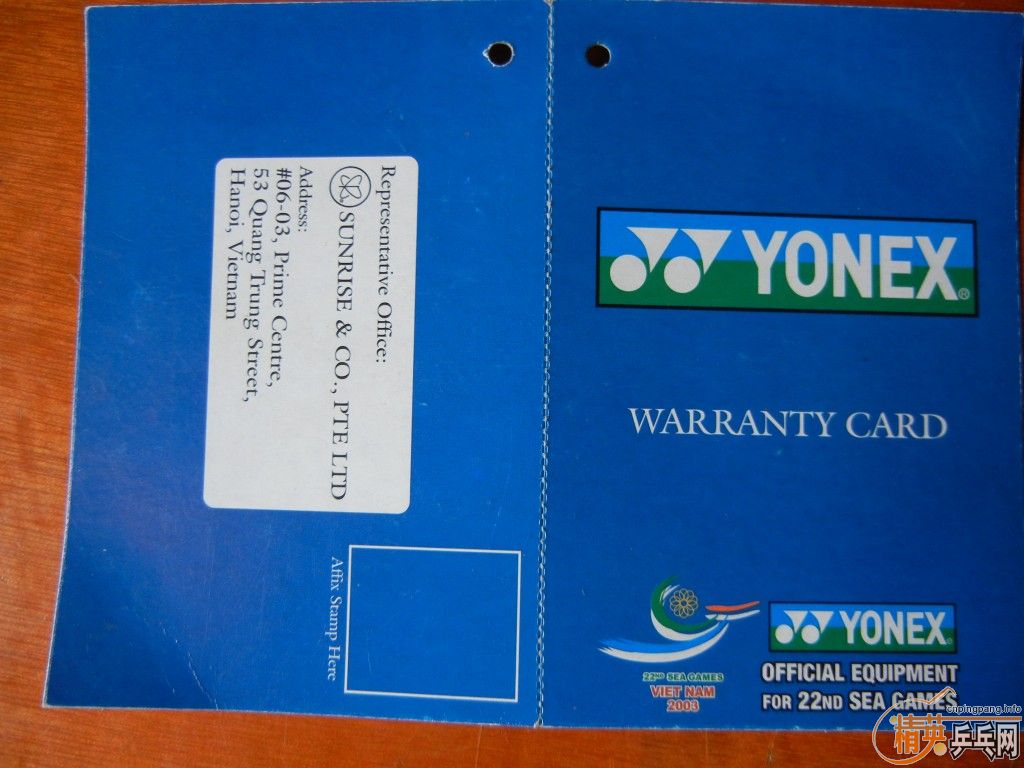 Representative Office:
SUNRISE & CO., PTE LTD
Address:
#06-03, Prime Centre,
53 Quang Trung Street,
Hanoi, Vietnam
Affix Stamp Here
YONEX®
WARRANTY CARD
22ND SEA GAMES
VIET NAM
2003
YONEX
OFFICIAL EQUIPMENT
FOR 22ND SEA GAMES
cnpingpang.info
精英乒乓网